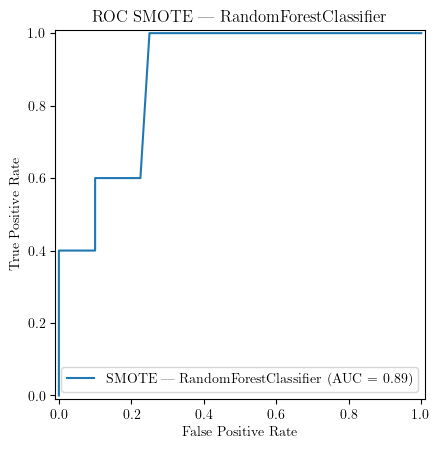 ROC SMOTE — RandomForestClassifier
1.0
0.8
0.6
0.4
0.2
0.0
True Positive Rate
SMOTE — RandomForestClassifier (AUC = 0.89)
0.0 0.2 0.4 0.6 0.8 1.0
False Positive Rate